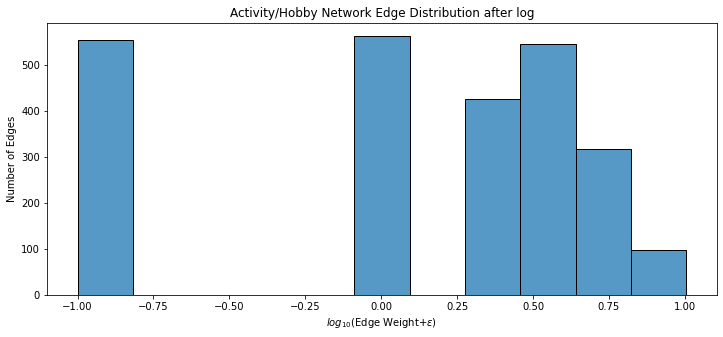 Activity/Hobby Network Edge Distribution after log
Number of Edges
500
400
300
200
100
0
−1.00 −0.75 −0.50 −0.25 0.00 0.25 0.50 0.75 1.00
log₁₀(Edge Weight+ε)